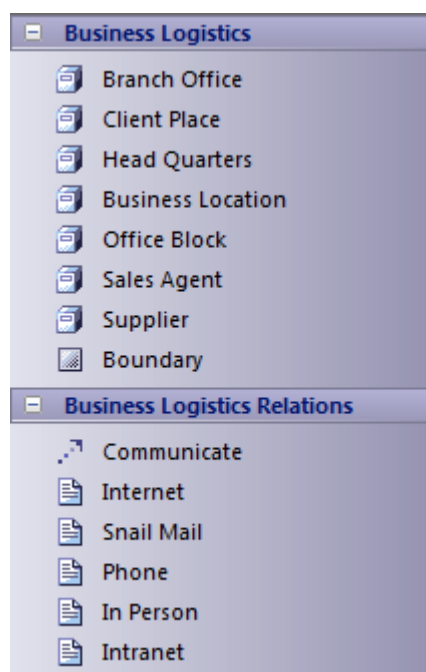 Business Logistics
Branch Office
Client Place
Head Quarters
Business Location
Office Block
Sales Agent
Supplier
Boundary
Business Logistics Relations
Communicate
Internet
Snail Mail
Phone
In Person
Intranet